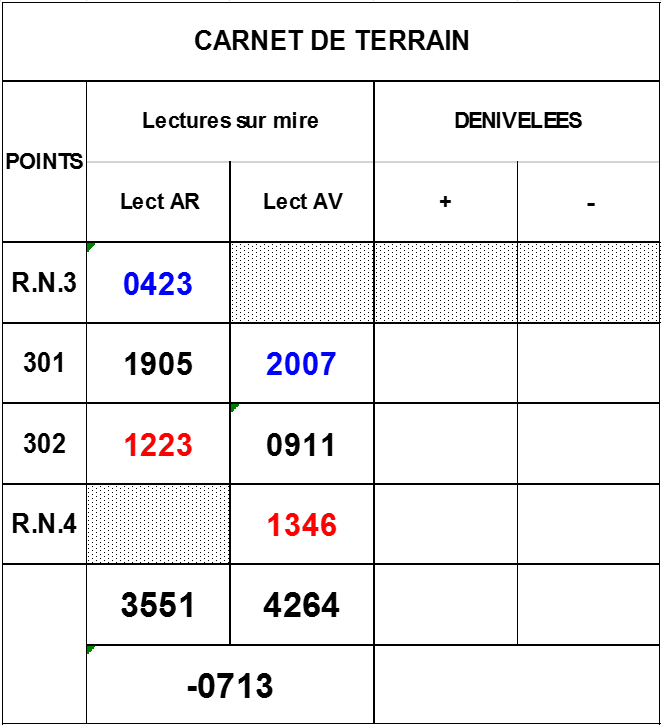 CARNET DE TERRAIN
POINTS
Lectures sur mire
DENIVELEES
Lect AR
Lect AV
+
-
R.N.3
0423
301
1905
2007
302
1223
0911
R.N.4
1346
3551
4264
-0713